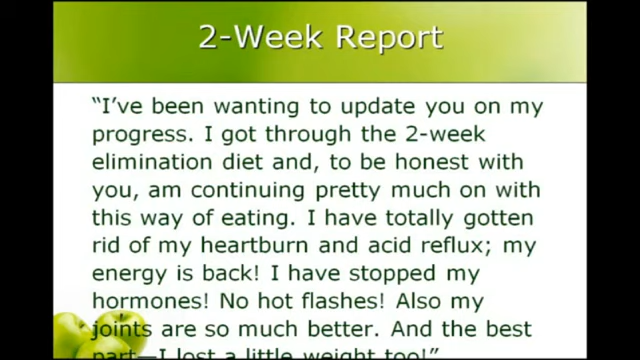 2-Week Report
“I’ve been wanting to update you on my
progress. I got through the 2-week
elimination diet and, to be honest with
you, am continuing pretty much on with
this way of eating. I have totally gotten
rid of my heartburn and acid reflux; my
energy is back! I have stopped my
hormones! No hot flashes! Also my
joints are so much better. And the best
part—I lost a little weight too!”